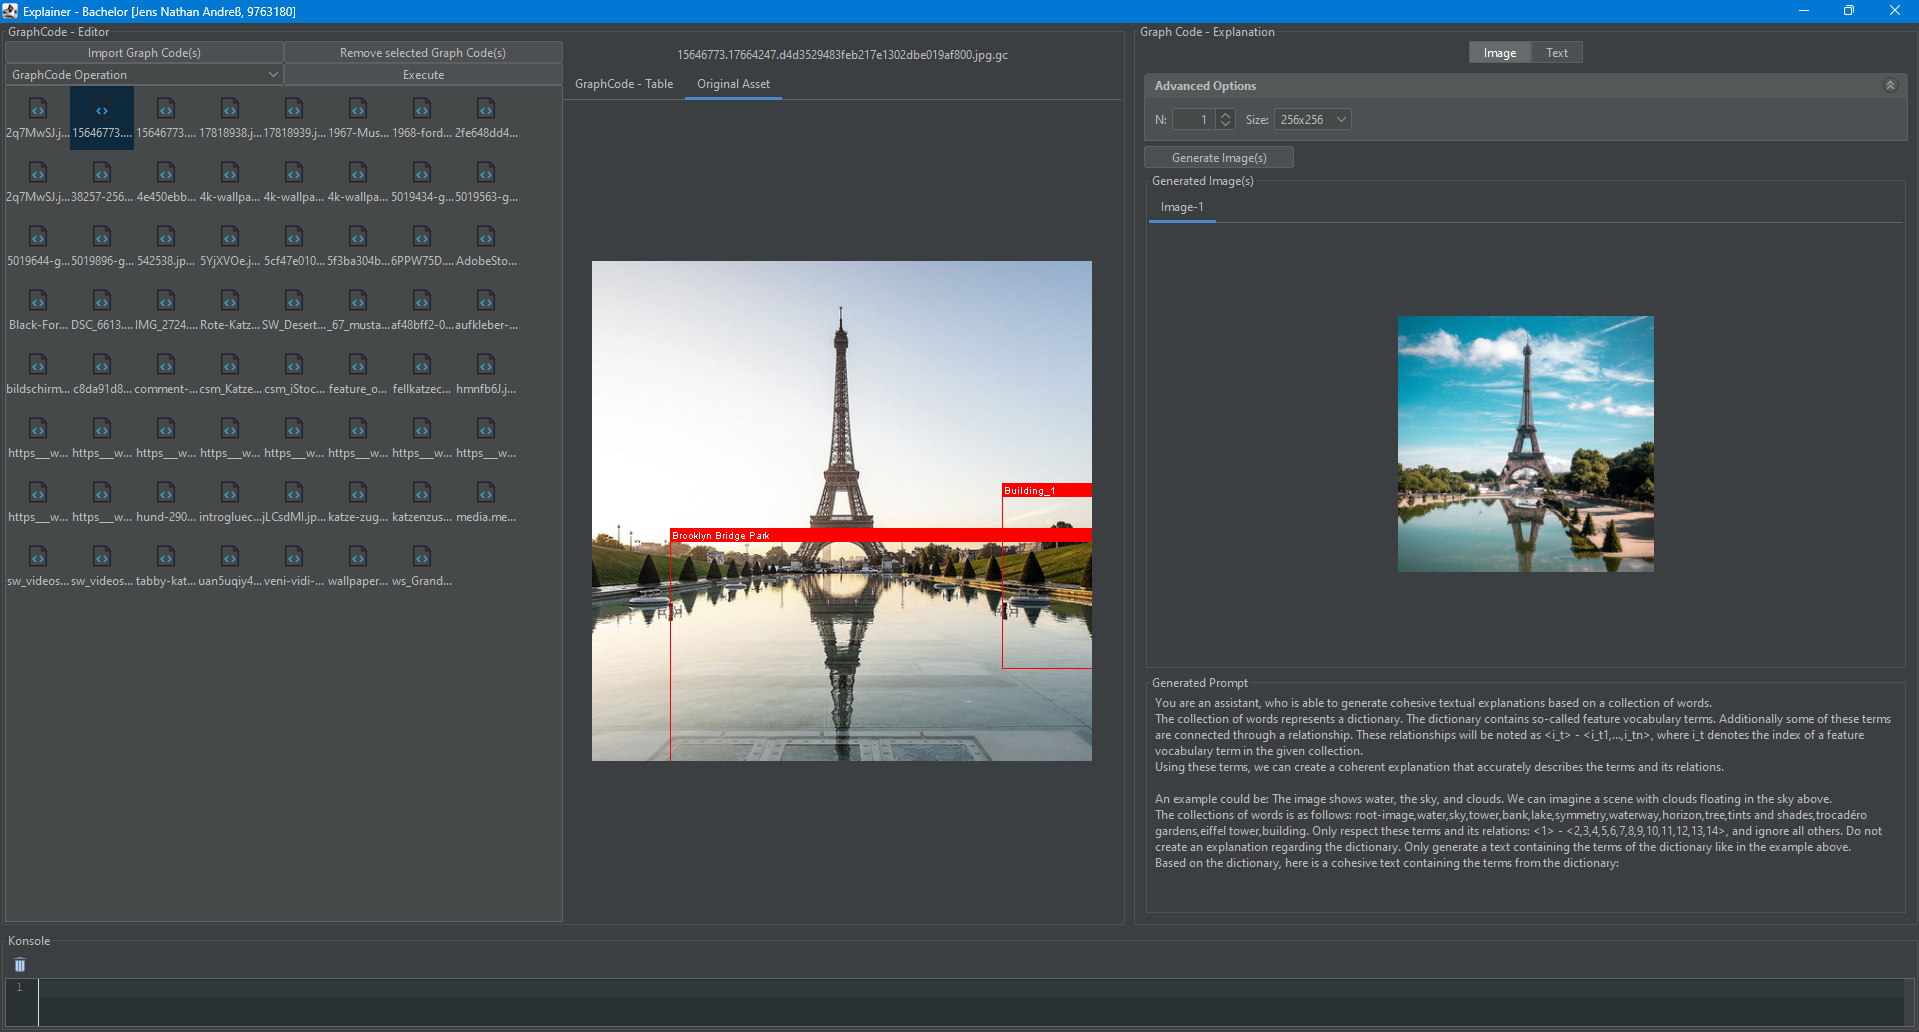 Explainer - Bachelor [Jens Nathan Andreß, 9763180]
GraphCode - Editor
Import Graph Code(s)
Remove selected Graph Code(s)
GraphCode Operation
Execute
2q7MwSJ.j... 15646773.... 15646773.... 17818938.j... 17818939.j... 1967-Mus... 1968-ford... 2fe648dd4...
2q7MwSJ.j... 38257-256... 4e450ebb... 4k-wallpa... 4k-wallpa... 4k-wallpa... 5019434-g... 5019563-g...
5019644-g... 5019896-g... 542538.jp... 5YjXVOe.j... 5cf47e010... 5f3ba304b... 6PPW75D.... AdobeSto...
Black-For... DSC_6613.... IMG_2724.... Rote-Katz... SW_Desert... _67_musta... af48bff2-0... aufkleber-...
bildschirm... c8da91d8... comment-... csm_Katze... csm_iStoc... feature_o... fellkatzec... hmnfb6J.j...
https___w... https___w... https___w... https___w... https___w... https___w... https___w... https___w...
https___w... https___w... hund-290... introgluec... jLCsdMl.jp... katze-zug... katzenzus... media.me...
sw_videos... sw_videos... tabby-kat... uan5uqiy4... veni-vidi-... wallpaper... ws_Grand...
15646773.17664247.d4d3529483feb217e1302dbe019af800.jpg.gc
GraphCode - Table
Original Asset
Building_1
Brooklyn Bridge Park
Graph Code - Explanation
Image
Text
Advanced Options
N: 1 Size: 256x256
Generate Image(s)
Generated Image(s)
Image-1
Generated Prompt
You are an assistant, who is able to generate cohesive textual explanations based on a collection of words.
The collection of words represents a dictionary. The dictionary contains so-called feature vocabulary terms. Additionally some of these terms
are connected through a relationship. These relationships will be noted as <i_t> - <i_t1,...,i_tn>, where i_t denotes the index of a feature
vocabulary term in the given collection.
Using these terms, we can create a coherent explanation that accurately describes the terms and its relations.
An example could be: The image shows water, the sky, and clouds. We can imagine a scene with clouds floating in the sky above.
The collections of words is as follows: root-image,water,sky,tower,bank,lake,symmetry,waterway,horizon,tree,tints and shades,trocadéro
gardens,eiffel tower,building. Only respect these terms and its relations: <1> - <2,3,4,5,6,7,8,9,10,11,12,13,14>, and ignore all others. Do not
create an explanation regarding the dictionary. Only generate a text containing the terms of the dictionary like in the example above.
Based on the dictionary, here is a cohesive text containing the terms from the dictionary:
Konsole
1